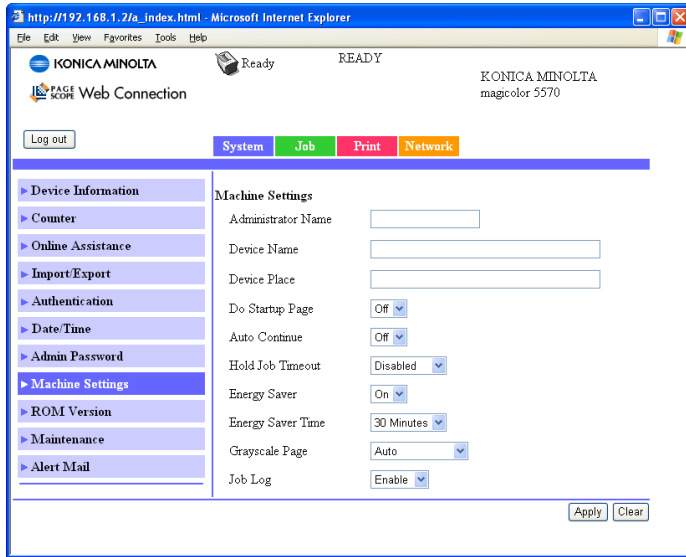 http://192.168.1.2/a_index.html - Microsoft Internet Explorer
File Edit View Favorites Tools Help
KONICA MINOLTA
Ready
READY
KONICA MINOLTA
magicolor 5570
PAGE SCOPE Web Connection
Log out
System Job Print Network
Device Information
Counter
Online Assistance
Import/Export
Authentication
Date/Time
Admin Password
Machine Settings
ROM Version
Maintenance
Alert Mail
Machine Settings
Administrator Name
Device Name
Device Place
Do Startup Page Off
Auto Continue Off
Hold Job Timeout Disabled
Energy Saver On
Energy Saver Time 30 Minutes
Grayscale Page Auto
Job Log Enable
Apply Clear